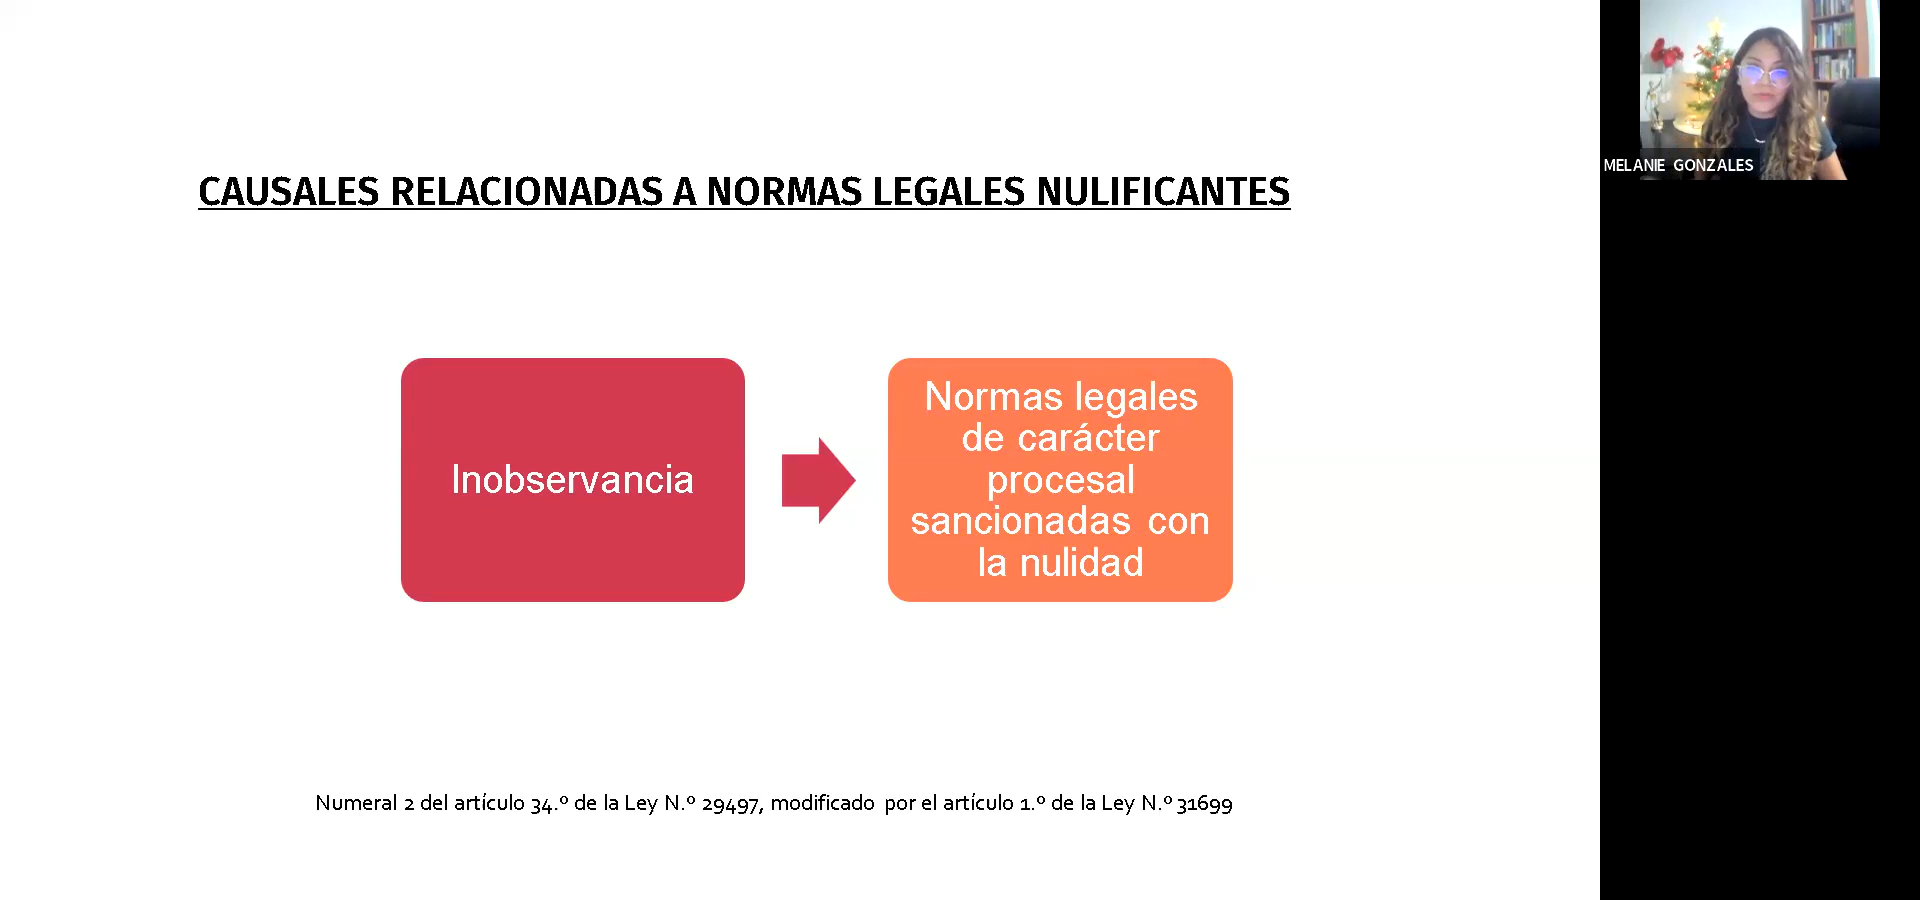 CAUSALES RELACIONADAS A NORMAS LEGALES NULIFICANTES
Inobservancia
Normas legales
de carácter
procesal
sancionadas con
la nulidad
Numeral 2 del artículo 34.º de la Ley N.º 29497, modificado por el artículo 1.º de la Ley N.º 31699
MELANIE GONZALES